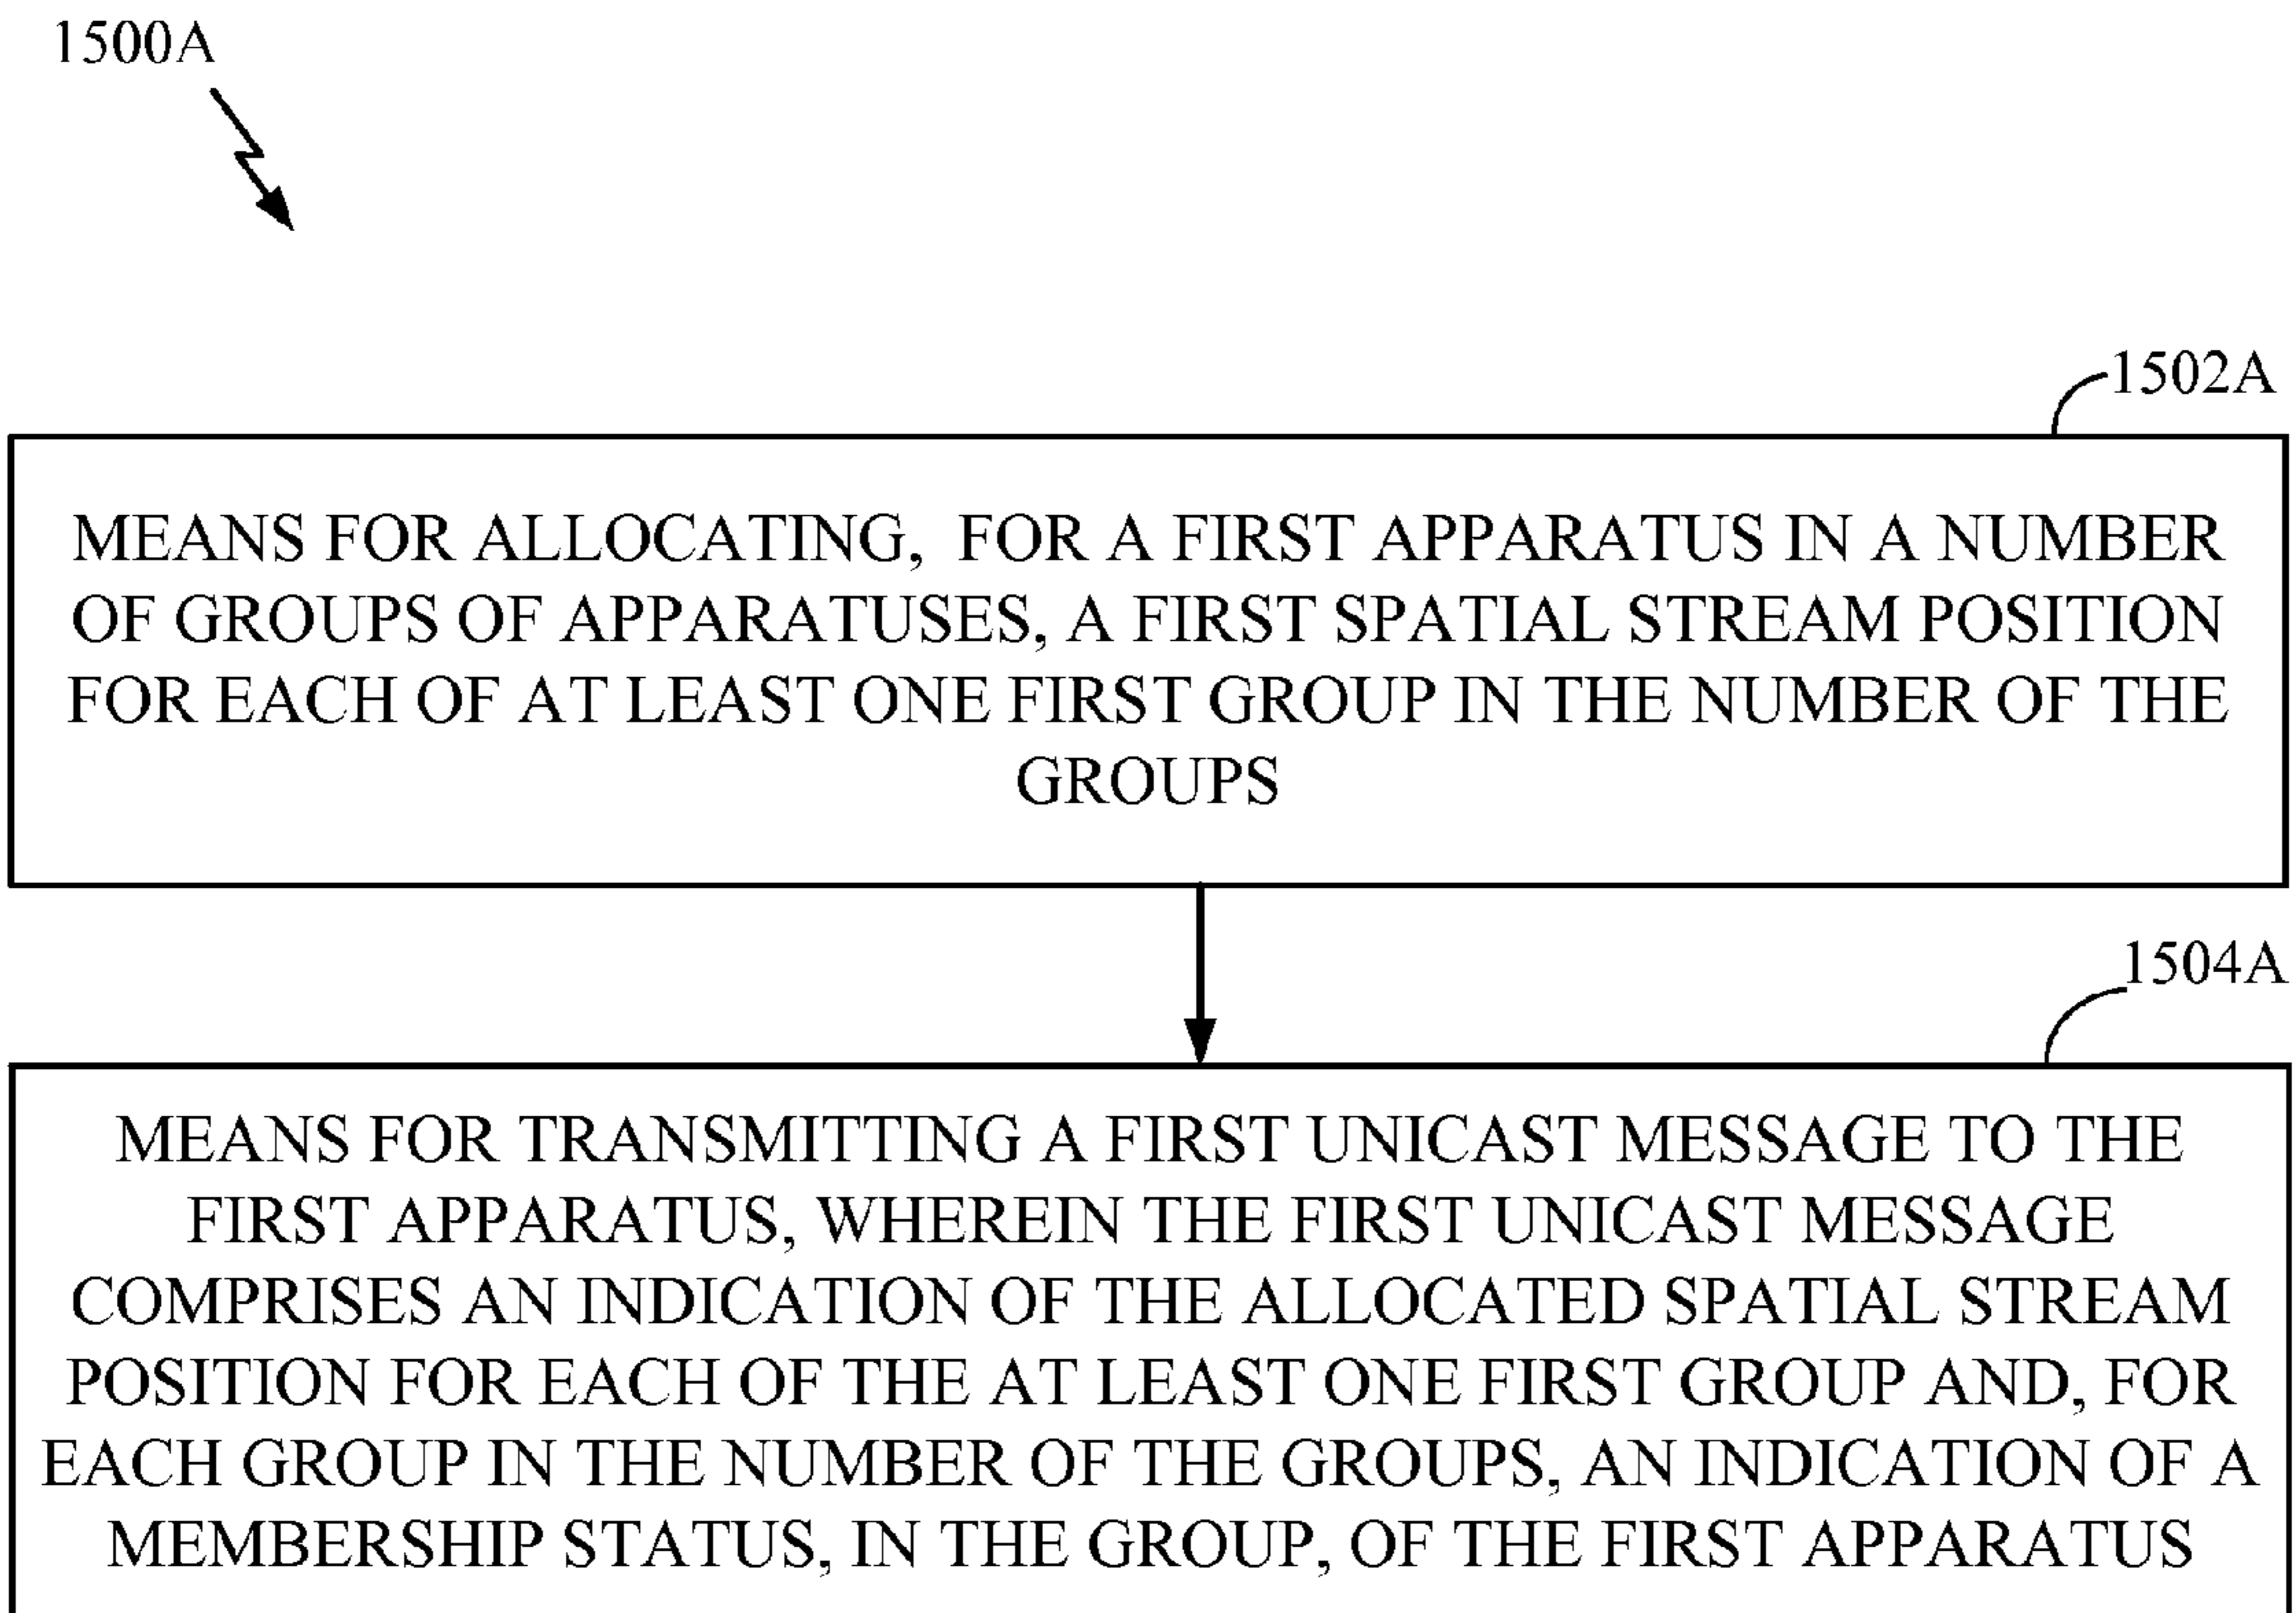 1500A
1502A
MEANS FOR ALLOCATING, FOR A FIRST APPARATUS IN A NUMBER
OF GROUPS OF APPARATUSES, A FIRST SPATIAL STREAM POSITION
FOR EACH OF AT LEAST ONE FIRST GROUP IN THE NUMBER OF THE
GROUPS
1504A
MEANS FOR TRANSMITTING A FIRST UNICAST MESSAGE TO THE
FIRST APPARATUS, WHEREIN THE FIRST UNICAST MESSAGE
COMPRISES AN INDICATION OF THE ALLOCATED SPATIAL STREAM
POSITION FOR EACH OF THE AT LEAST ONE FIRST GROUP AND, FOR
EACH GROUP IN THE NUMBER OF THE GROUPS, AN INDICATION OF A
MEMBERSHIP STATUS, IN THE GROUP, OF THE FIRST APPARATUS